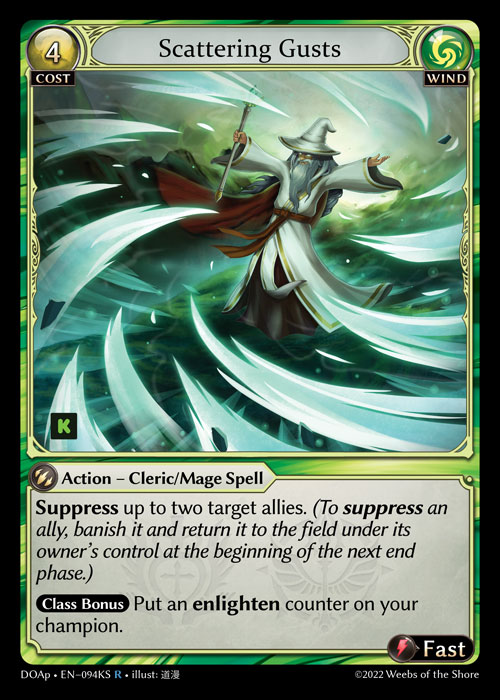 4
COST
Scattering Gusts
WIND
K
Action – Cleric/Mage Spell
Suppress up to two target allies. (To suppress an
ally, banish it and return it to the field under its
owner's control at the beginning of the next end
phase.)
Class Bonus Put an enlighten counter on your
champion.
Fast
DOAp • EN–094KS R • illust: 道漫
©2022 Weebs of the Shore